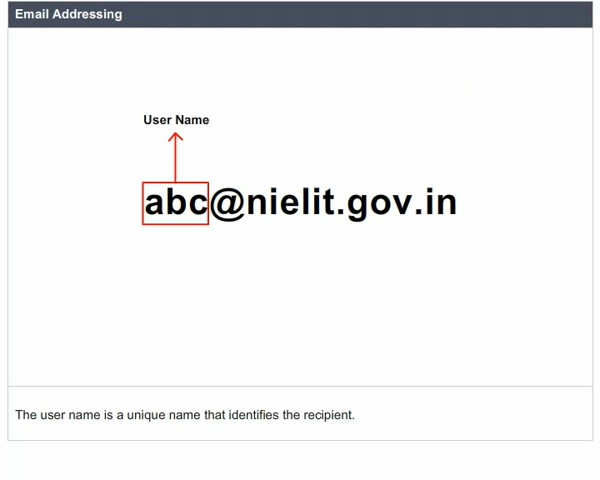 Email Addressing
User Name
abc@nielit.gov.in
The user name is a unique name that identifies the recipient.